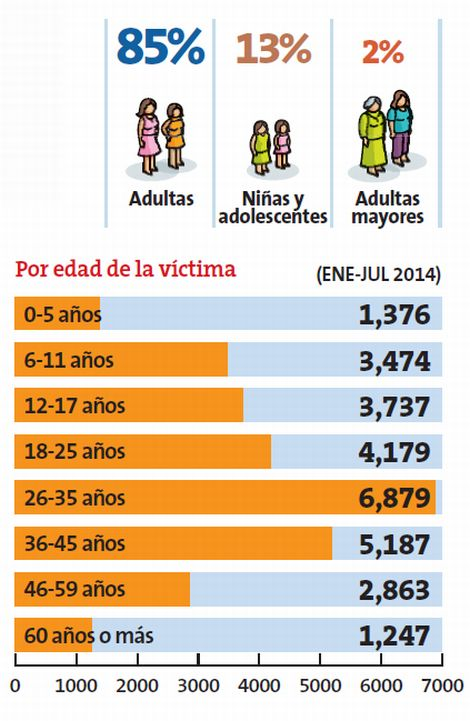 85% 13% 2%
Adultas Niñas y adolescentes Adultas mayores
Por edad de la víctima (ENE-JUL 2014)
0-5 años 1,376
6-11 años 3,474
12-17 años 3,737
18-25 años 4,179
26-35 años 6,879
36-45 años 5,187
46-59 años 2,863
60 años o más 1,247
0 1000 2000 3000 4000 5000 6000 7000